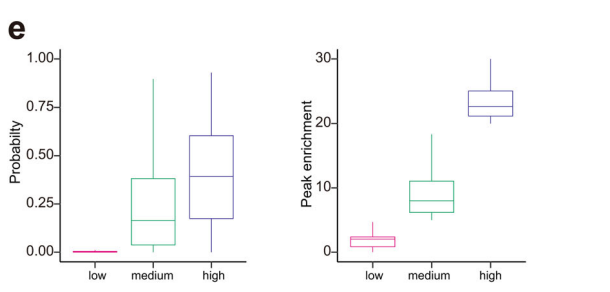 e
Probabilty
1.00
0.75
0.50
0.25
0.00
low medium high
Peak enrichment
30
20
10
0
low medium high